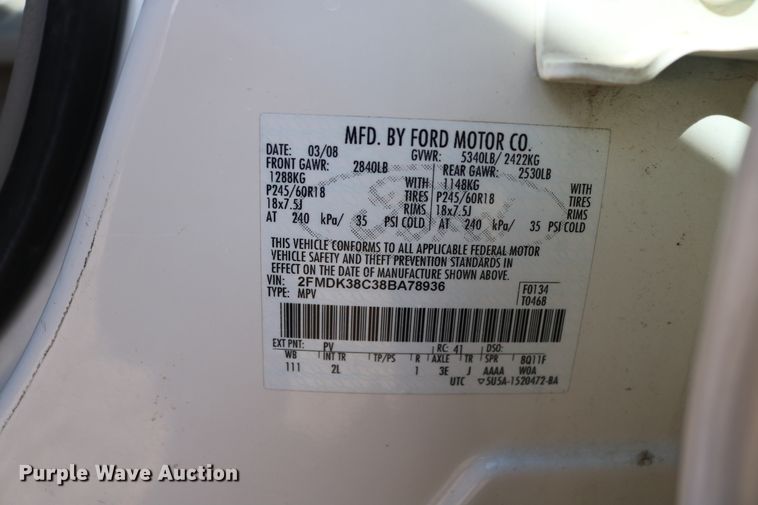 MFD. BY FORD MOTOR CO.
DATE: 03/08 GVWR: 5340LB/ 2422KG
FRONT GAWR: 2840LB REAR GAWR: 2530LB
1288KG WITH 1148KG WITH
P245/60R18 TIRES P245/60R18 TIRES
18x7.5J RIMS 18x7.5J RIMS
AT 240 kPa/ 35 PSI COLD AT 240 kPa/ 35 PSI COLD
THIS VEHICLE CONFORMS TO ALL APPLICABLE FEDERAL MOTOR
VEHICLE SAFETY AND THEFT PREVENTION STANDARDS IN
EFFECT ON THE DATE OF MANUFACTURE SHOWN ABOVE.
VIN: 2FMDK38C38BA78936 F0134
TYPE: MPV T0468
EXT PNT: PV RC: 41 DSO:
WB INT TR TP/PS R AXLE TR SPR BQ11F
111 2L 1 3E J AAAA WOA
UTC ▽5U5A-1520472-BA
Purple Wave Auction